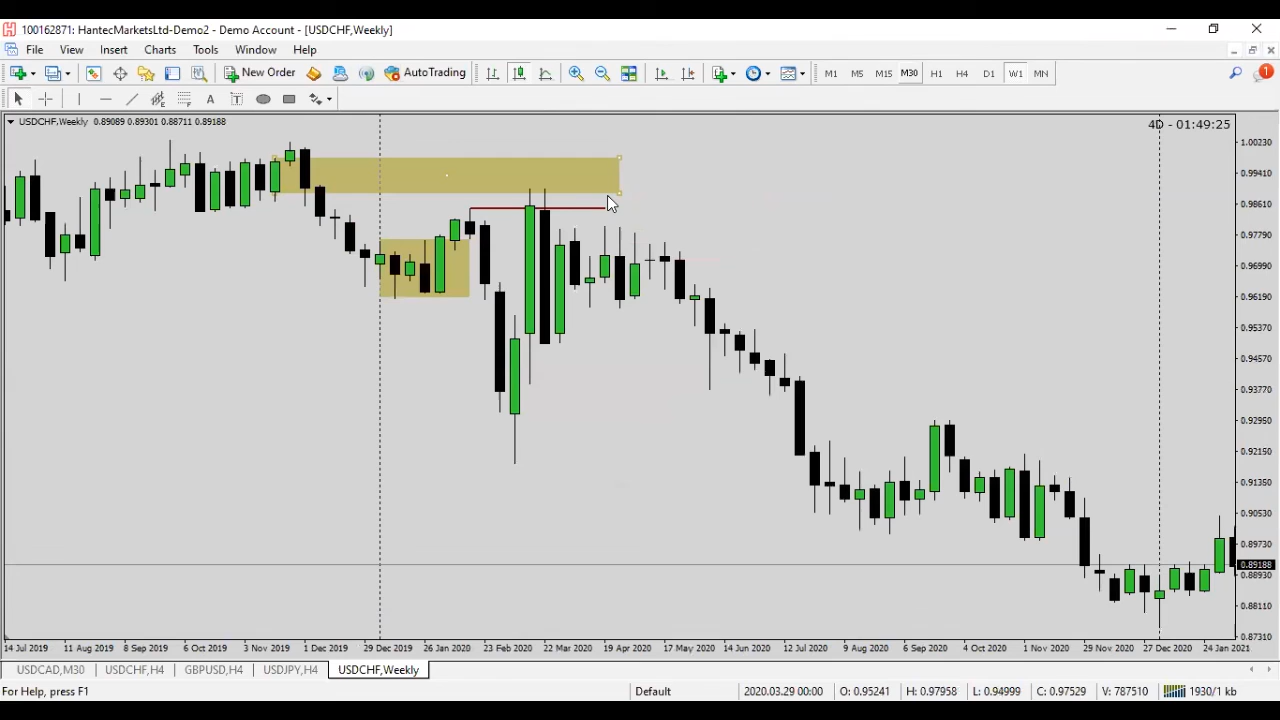 100162871: HantecMarketsLtd-Demo2 - Demo Account - [USDCHF,Weekly]
File View Insert Charts Tools Window Help
New Order AutoTrading M1 M5 M15 M30 H1 H4 D1 W1 MN 1
A T
USDCHF,Weekly 0.89089 0.89301 0.88711 0.89188
4D - 01:49:25
1.00023
0.99410
0.98610
0.97790
0.96990
0.96190
0.95370
0.94570
0.93770
0.92950
0.92150
0.91350
0.90530
0.89730
0.89188
0.88930
0.88110
0.87310
14 Jul 2019 11 Aug 2019 8 Sep 2019 6 Oct 2019 3 Nov 2019 1 Dec 2019 29 Dec 2019 26 Jan 2020 23 Feb 2020 22 Mar 2020 19 Apr 2020 17 May 2020 14 Jun 2020 12 Jul 2020 9 Aug 2020 6 Sep 2020 4 Oct 2020 1 Nov 2020 29 Nov 2020 27 Dec 2020 24 Jan 2021
USDCAD,M30 USDCHF,H4 GBPUSD,H4 USDJPY,H4 USDCHF,Weekly
For Help, press F1 Default 2020.03.29 00:00 O: 0.95241 H: 0.97958 L: 0.94999 C: 0.97529 V: 787510 1930/1 kb